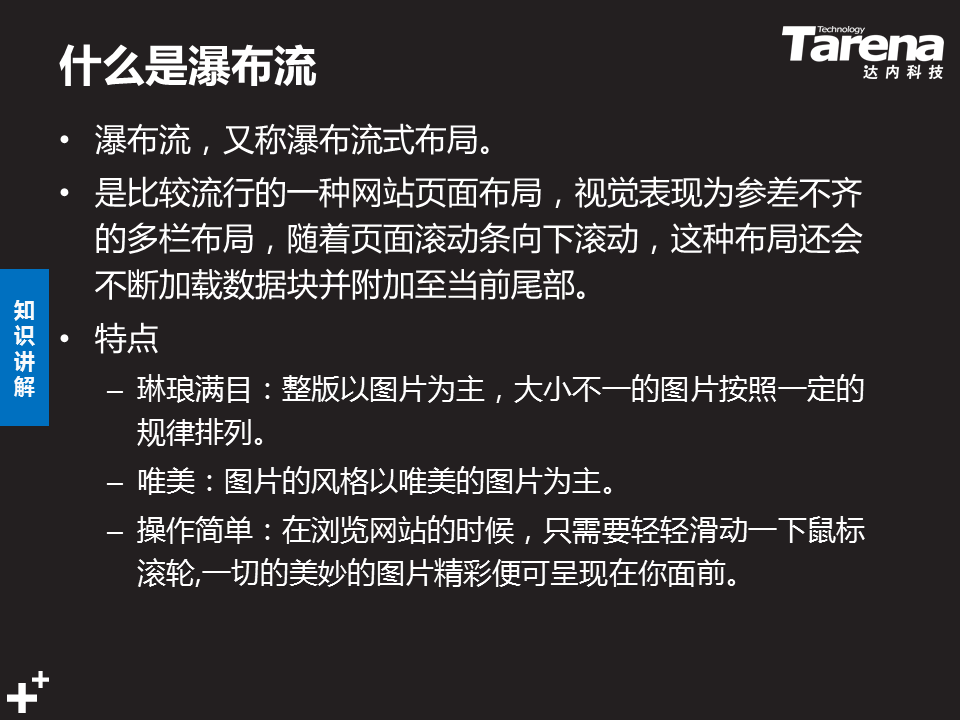 什么是瀑布流
Technology
Tarena
达内科技
• 瀑布流，又称瀑布流式布局。
• 是比较流行的一种网站页面布局，视觉表现为参差不齐
的多栏布局，随着页面滚动条向下滚动，这种布局还会
不断加载数据块并附加至当前尾部。
知识讲解
• 特点
– 琳琅满目：整版以图片为主，大小不一的图片按照一定的
规律排列。
– 唯美：图片的风格以唯美的图片为主。
– 操作简单：在浏览网站的时候，只需要轻轻滑动一下鼠标
滚轮,一切的美妙的图片精彩便可呈现在你面前。